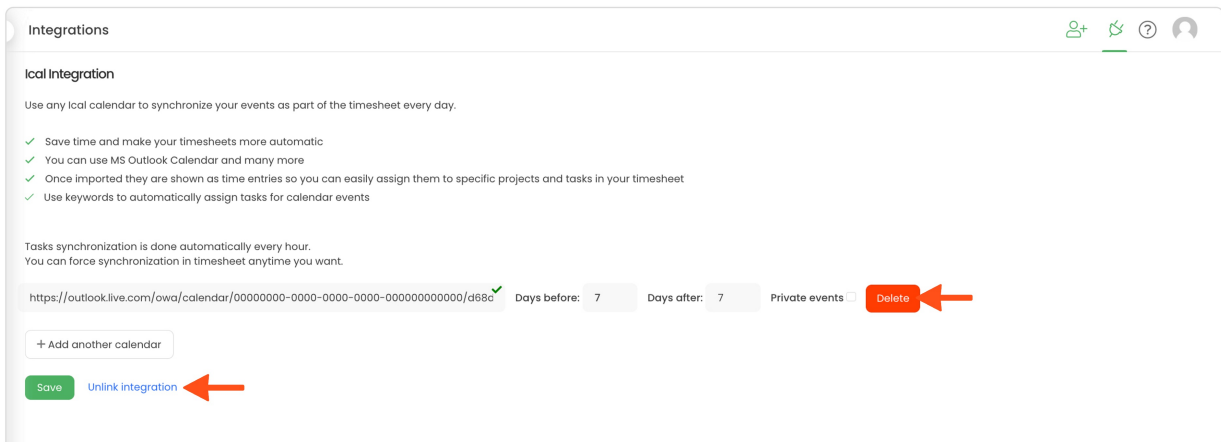 Integrations
Ical Integration
Use any Ical calendar to synchronize your events as part of the timesheet every day.
Save time and make your timesheets more automatic
You can use MS Outlook Calendar and many more
Once imported they are shown as time entries so you can easily assign them to specific projects and tasks in your timesheet
Use keywords to automatically assign tasks for calendar events
Tasks synchronization is done automatically every hour.
You can force synchronization in timesheet anytime you want.
https://outlook.live.com/owa/calendar/00000000-0000-0000-0000-000000000000/d68c Days before: 7 Days after: 7 Private events Delete
+ Add another calendar
Save Unlink integration